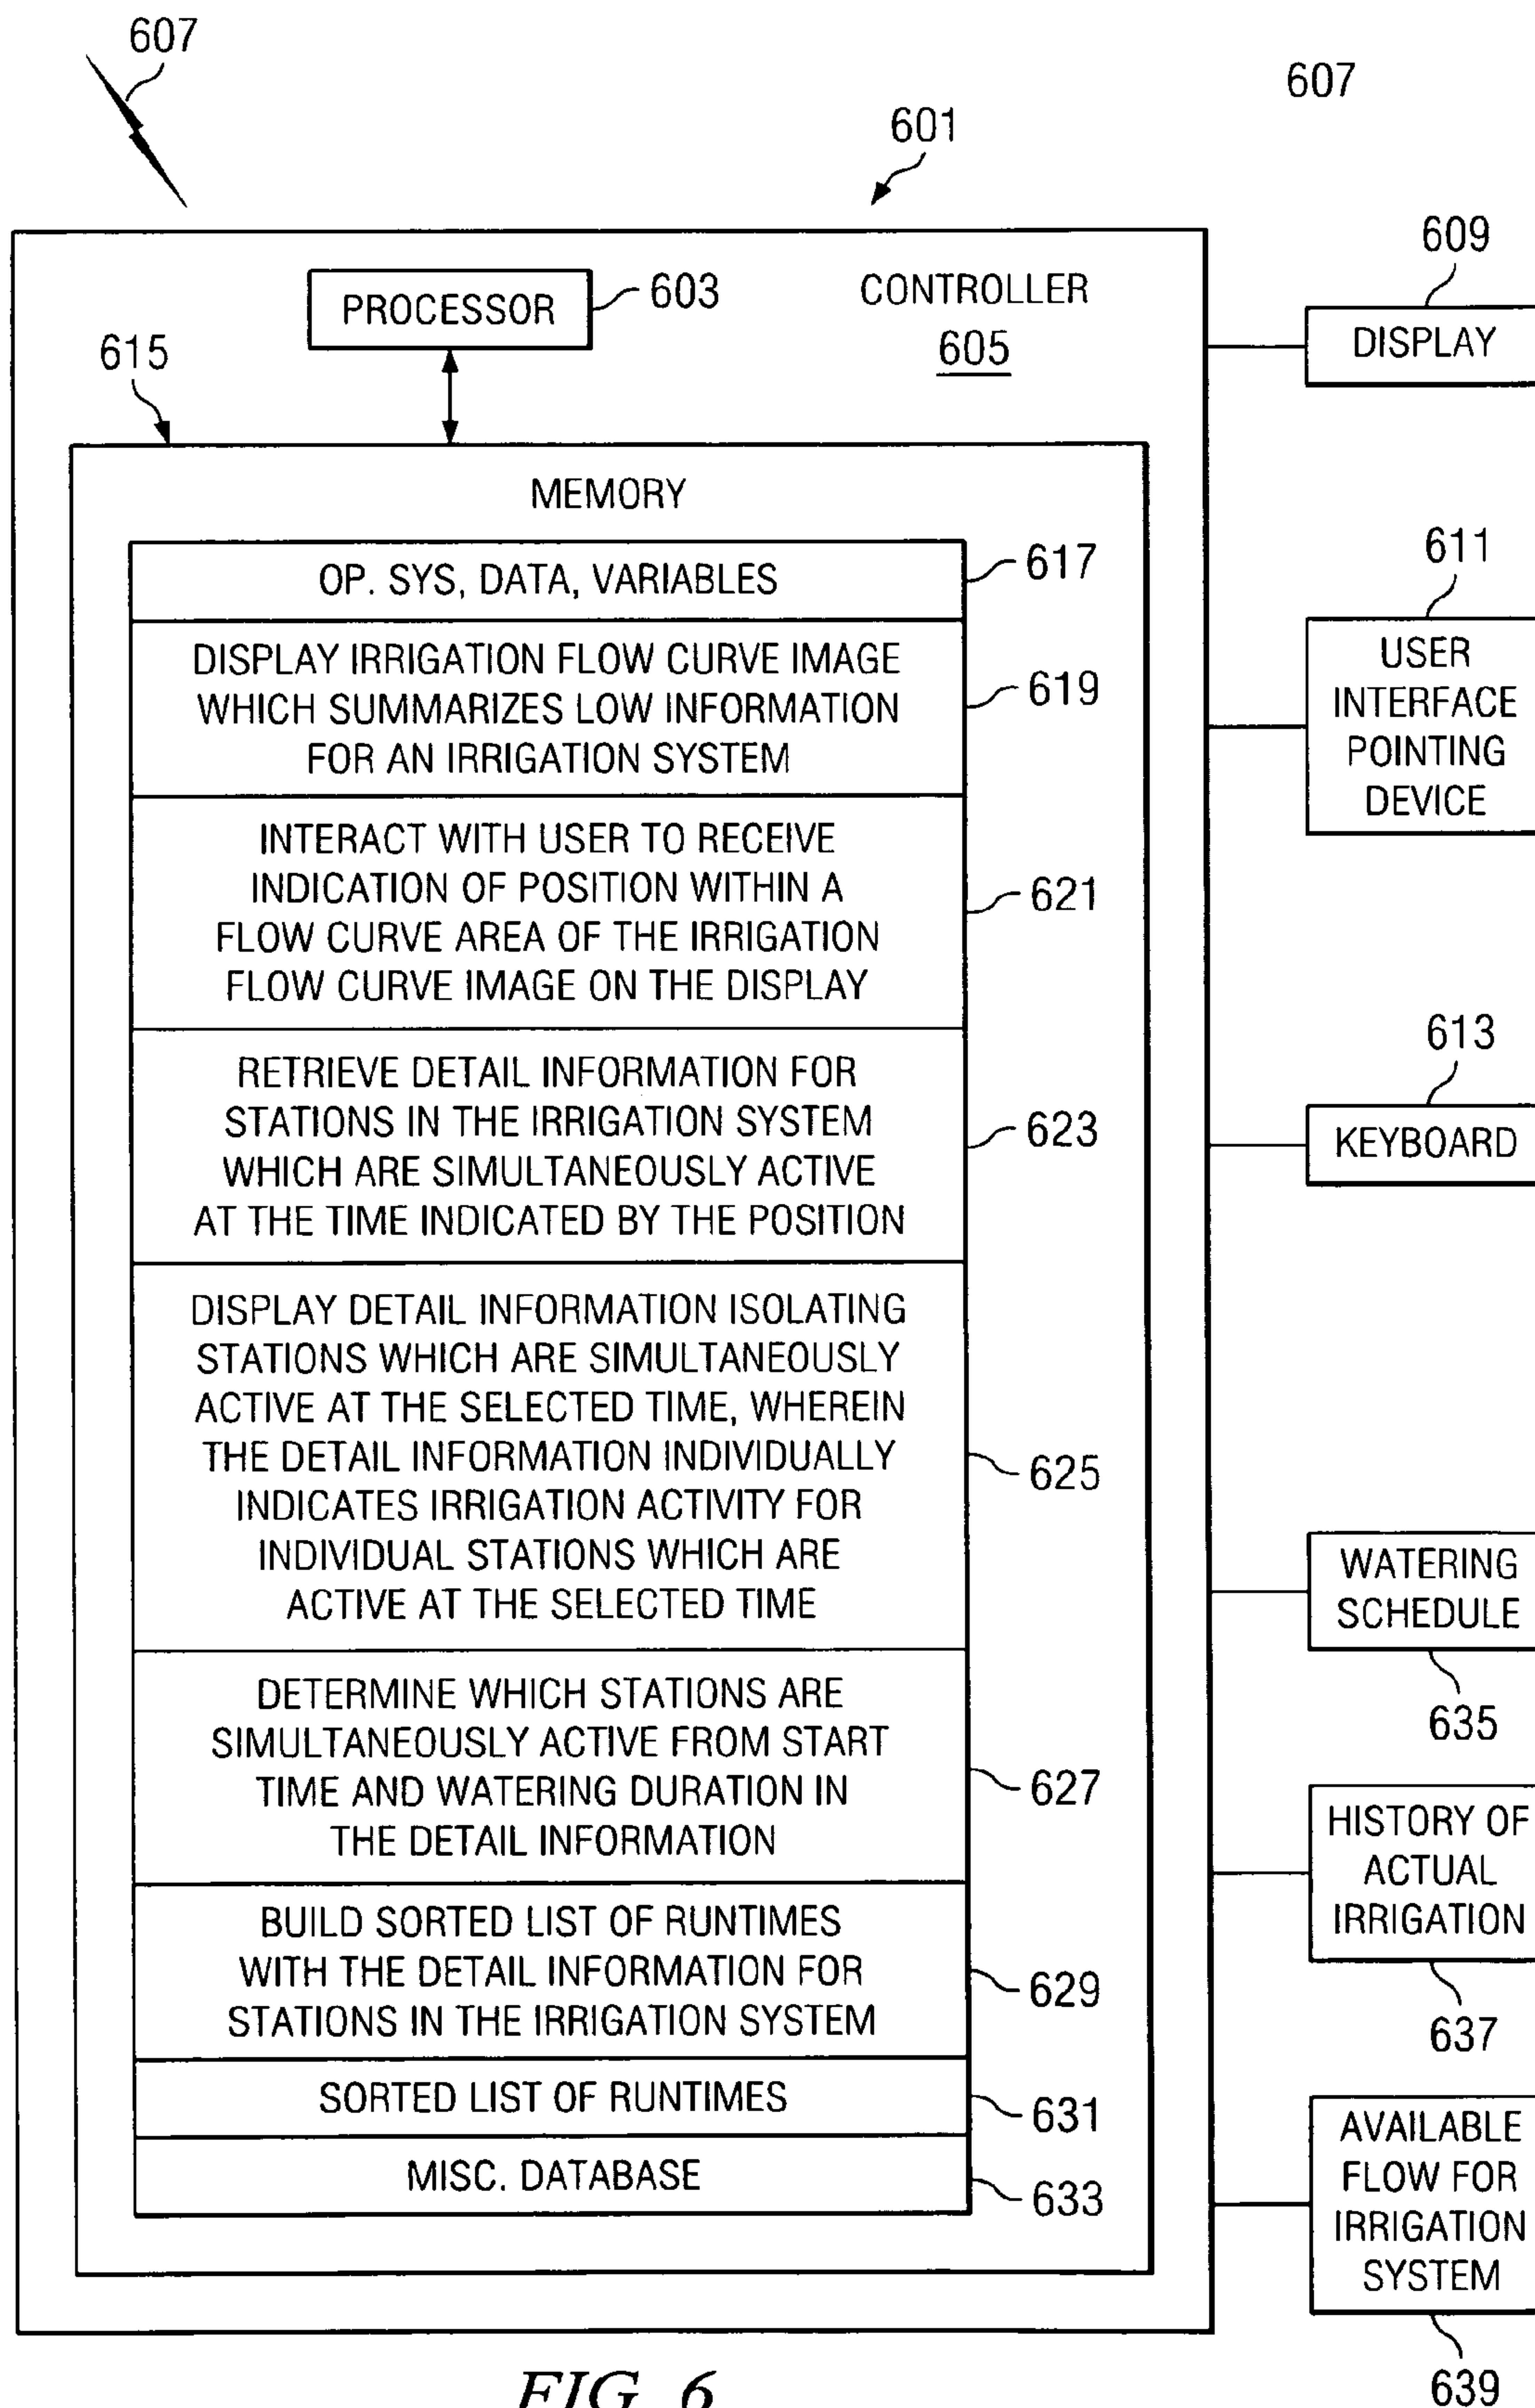 607
607
601
609
PROCESSOR
603
CONTROLLER
605
DISPLAY
615
MEMORY
611
OP. SYS, DATA, VARIABLES
617
DISPLAY IRRIGATION FLOW CURVE IMAGE
WHICH SUMMARIZES LOW INFORMATION
FOR AN IRRIGATION SYSTEM
619
USER
INTERFACE
POINTING
DEVICE
INTERACT WITH USER TO RECEIVE
INDICATION OF POSITION WITHIN A
FLOW CURVE AREA OF THE IRRIGATION
FLOW CURVE IMAGE ON THE DISPLAY
621
613
RETRIEVE DETAIL INFORMATION FOR
STATIONS IN THE IRRIGATION SYSTEM
WHICH ARE SIMULTANEOUSLY ACTIVE
AT THE TIME INDICATED BY THE POSITION
623
KEYBOARD
DISPLAY DETAIL INFORMATION ISOLATING
STATIONS WHICH ARE SIMULTANEOUSLY
ACTIVE AT THE SELECTED TIME, WHEREIN
THE DETAIL INFORMATION INDIVIDUALLY
INDICATES IRRIGATION ACTIVITY FOR
INDIVIDUAL STATIONS WHICH ARE
ACTIVE AT THE SELECTED TIME
625
WATERING
SCHEDULE
635
DETERMINE WHICH STATIONS ARE
SIMULTANEOUSLY ACTIVE FROM START
TIME AND WATERING DURATION IN
THE DETAIL INFORMATION
627
HISTORY OF
ACTUAL
IRRIGATION
637
BUILD SORTED LIST OF RUNTIMES
WITH THE DETAIL INFORMATION FOR
STATIONS IN THE IRRIGATION SYSTEM
629
SORTED LIST OF RUNTIMES
631
MISC. DATABASE
633
AVAILABLE
FLOW FOR
IRRIGATION
SYSTEM
639
FIG. 6